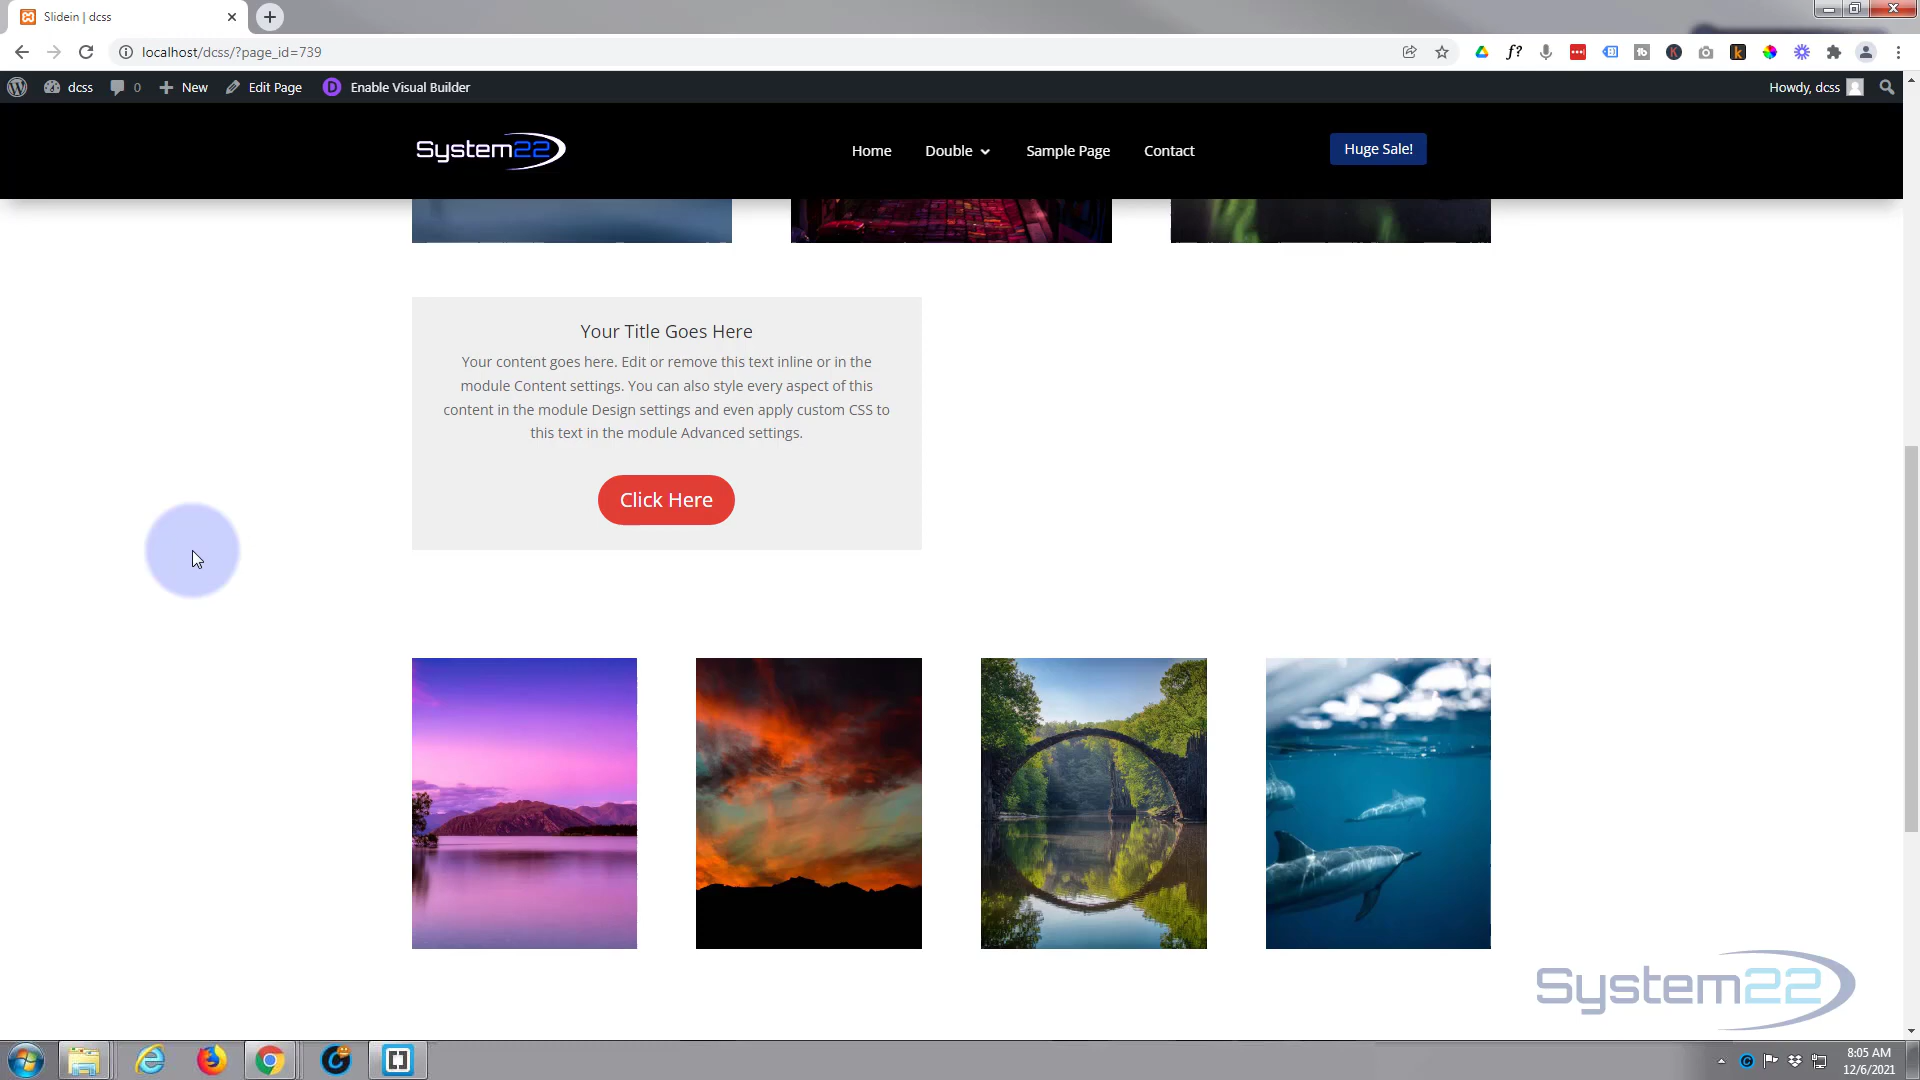 Slidein | dcss
localhost/dcss/?page_id=739
dcss
0
New
Edit Page
Enable Visual Builder
Howdy, dcss
System22
Home
Double
Sample Page
Contact
Huge Sale!
Your Title Goes Here
Your content goes here. Edit or remove this text inline or in the
module Content settings. You can also style every aspect of this
content in the module Design settings and even apply custom CSS to
this text in the module Advanced settings.
Click Here
System22
8:05 AM
12/6/2021